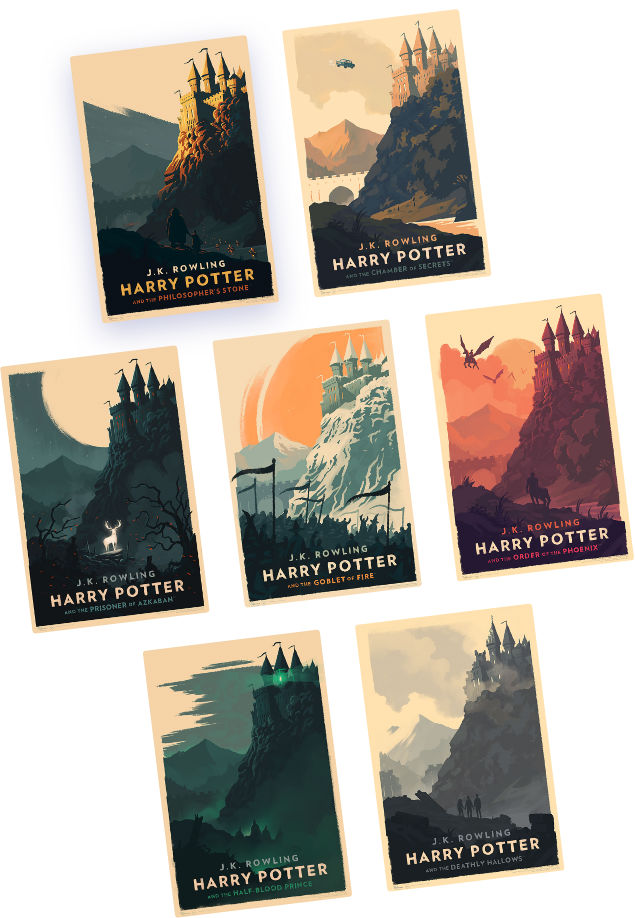 J.K. ROWLING
HARRY POTTER
AND THE PHILOSOPHER'S STONE
J.K. ROWLING
HARRY POTTER
AND THE CHAMBER OF SECRETS
J.K. ROWLING
HARRY POTTER
AND THE PRISONER OF AZKABAN
J.K. ROWLING
HARRY POTTER
AND THE GOBLET OF FIRE
J.K. ROWLING
HARRY POTTER
AND THE ORDER OF THE PHOENIX
J.K. ROWLING
HARRY POTTER
AND THE HALF-BLOOD PRINCE
J.K. ROWLING
HARRY POTTER
AND THE DEATHLY HALLOWS